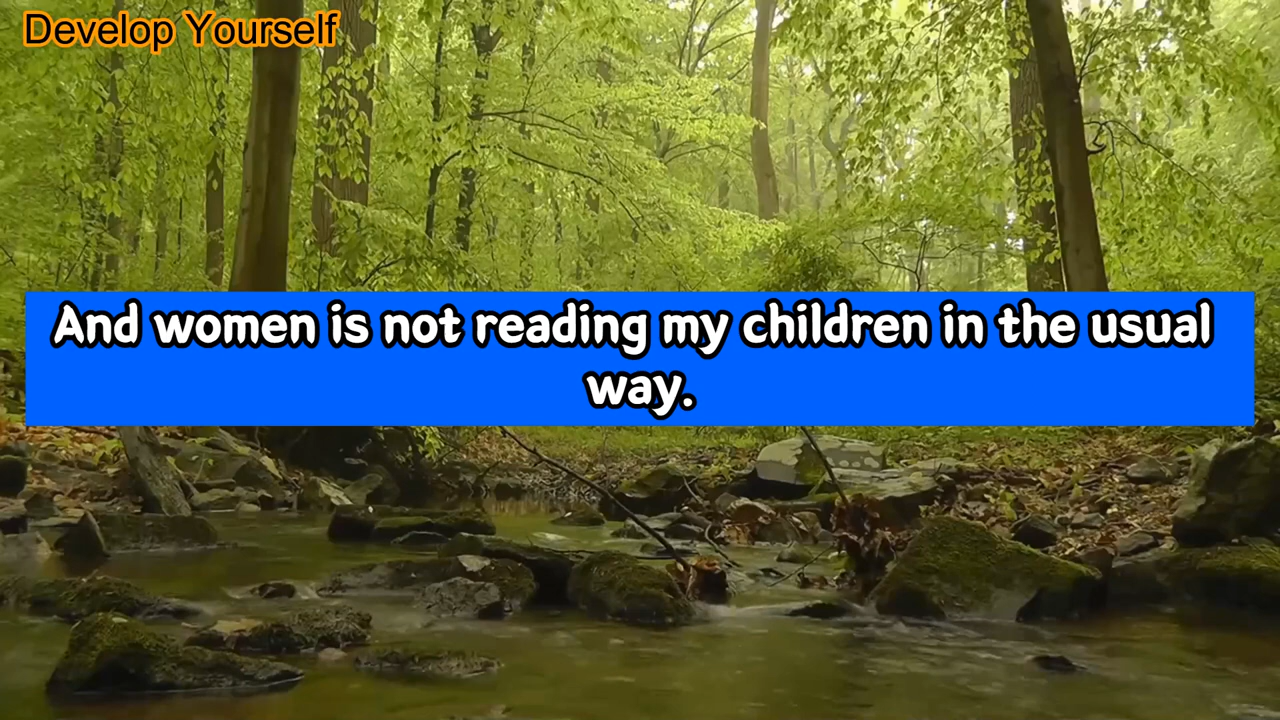 Develop Yourself
And women is not reading my children in the usual
way.